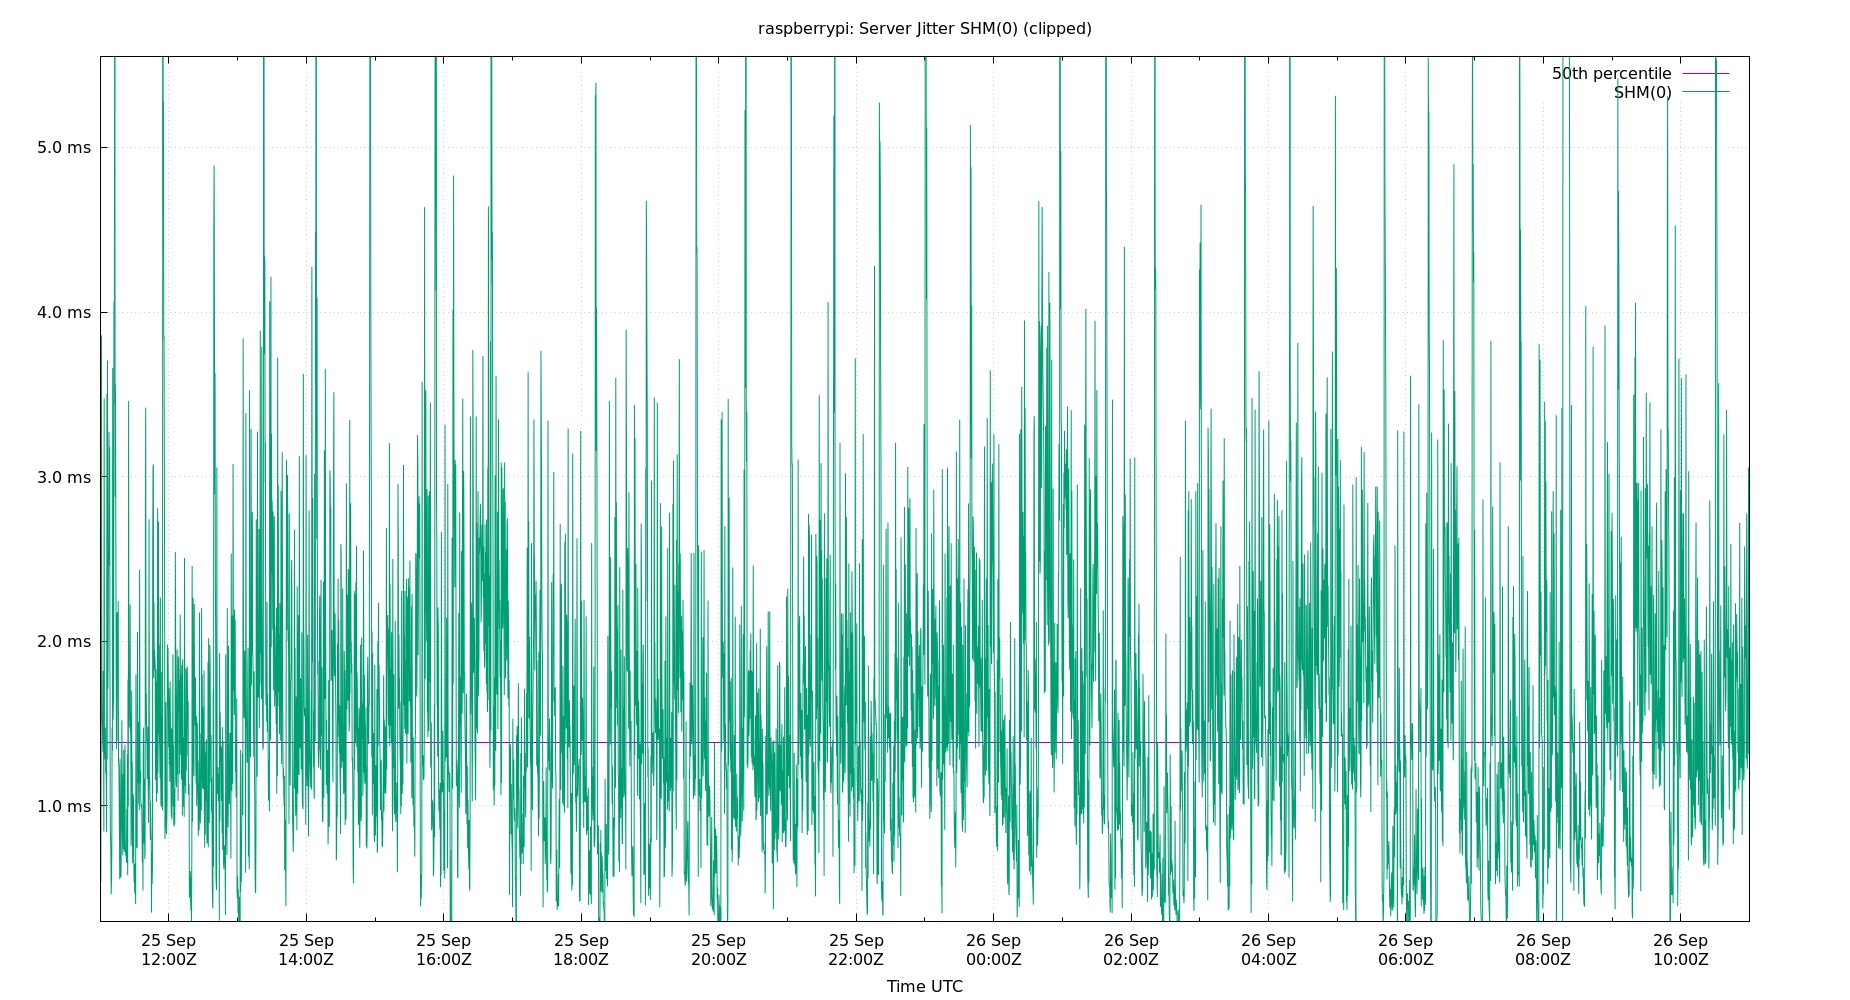 raspberrypi: Server Jitter SHM(0) (clipped)
50th percentile
SHM(0)
5.0 ms
4.0 ms
3.0 ms
2.0 ms
1.0 ms
25 Sep 25 Sep 25 Sep 25 Sep 25 Sep 25 Sep 26 Sep 26 Sep 26 Sep 26 Sep 26 Sep 26 Sep
12:00Z 14:00Z 16:00Z 18:00Z 20:00Z 22:00Z 00:00Z 02:00Z 04:00Z 06:00Z 08:00Z 10:00Z
Time UTC